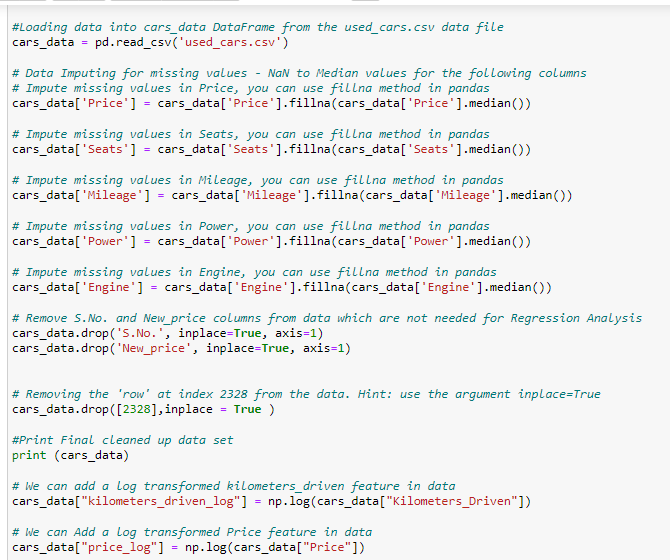 #Loading data into cars_data DataFrame from the used_cars.csv data file
cars_data = pd.read_csv('used_cars.csv')
# Data Imputing for missing values - NaN to Median values for the following columns
# Impute missing values in Price, you can use fillna method in pandas
cars_data['Price'] = cars_data['Price'].fillna(cars_data['Price'].median())
# Impute missing values in Seats, you can use fillna method in pandas
cars_data['Seats'] = cars_data['Seats'].fillna(cars_data['Seats'].median())
# Impute missing values in Mileage, you can use fillna method in pandas
cars_data['Mileage'] = cars_data['Mileage'].fillna(cars_data['Mileage'].median())
# Impute missing values in Power, you can use fillna method in pandas
cars_data['Power'] = cars_data['Power'].fillna(cars_data['Power'].median())
# Impute missing values in Engine, you can use fillna method in pandas
cars_data['Engine'] = cars_data['Engine'].fillna(cars_data['Engine'].median())
# Remove S.No. and New_price columns from data which are not needed for Regression Analysis
cars_data.drop('S.No.', inplace=True, axis=1)
cars_data.drop('New_price', inplace=True, axis=1)
# Removing the 'row' at index 2328 from the data. Hint: use the argument inplace=True
cars_data.drop([2328],inplace = True )
#Print Final cleaned up data set
print (cars_data)
# We can add a log transformed kilometers_driven feature in data
cars_data["kilometers_driven_log"] = np.log(cars_data["Kilometers_Driven"])
# We can Add a log transformed Price feature in data
cars_data["price_log"] = np.log(cars_data["Price"])